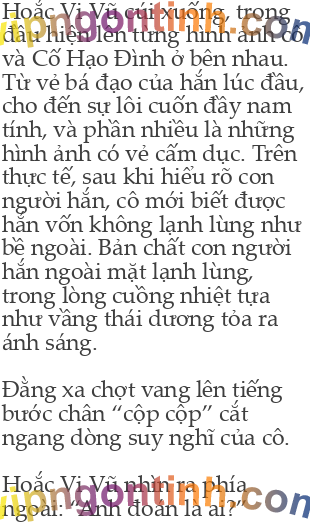 Hoắc Vi Vũ cúi xuống, trong
đầu hiện lên từng hình ảnh cô
và Cố Hạo Đình ở bên nhau.
Từ vẻ bá đạo của hắn lúc đầu,
cho đến sự lôi cuốn đầy nam
tính, và phần nhiều là những
hình ảnh có vẻ cấm dục. Trên
thực tế, sau khi hiểu rõ con
người hắn, cô mới biết được
hắn vốn không lạnh lùng như
bề ngoài. Bản chất con người
hắn ngoài mặt lạnh lùng,
trong lòng cuồng nhiệt tựa
như vầng thái dương tỏa ra
ánh sáng.
Đằng xa chợt vang lên tiếng
bước chân “cộp cộp” cắt
ngang dòng suy nghĩ của cô.
Hoắc Vi Vũ nhìn ra phía
ngoài: “Anh đoán là ai?”